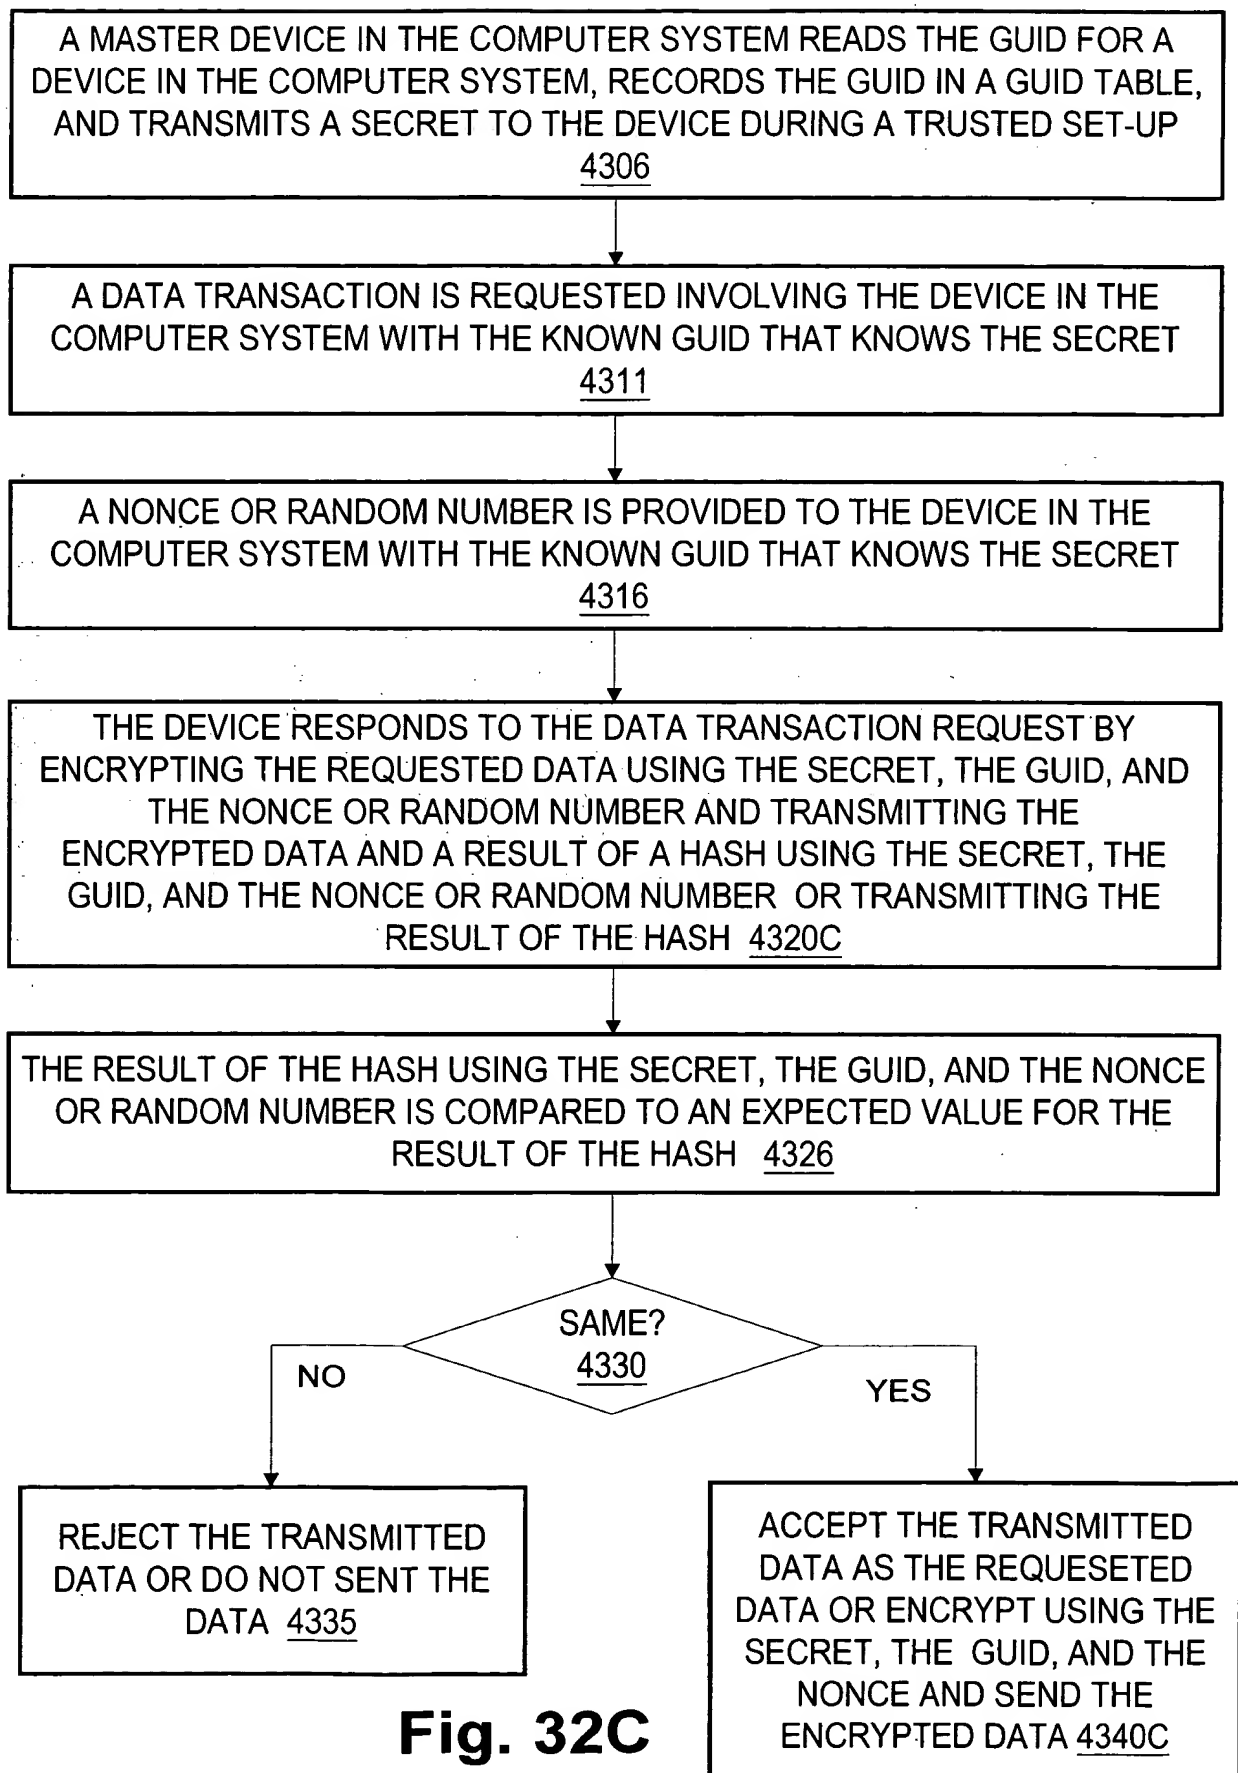 A MASTER DEVICE IN THE COMPUTER SYSTEM READS THE GUID FOR A
DEVICE IN THE COMPUTER SYSTEM, RECORDS THE GUID IN A GUID TABLE,
AND TRANSMITS A SECRET TO THE DEVICE DURING A TRUSTED SET-UP
4306
A DATA TRANSACTION IS REQUESTED INVOLVING THE DEVICE IN THE
COMPUTER SYSTEM WITH THE KNOWN GUID THAT KNOWS THE SECRET
4311
A NONCE OR RANDOM NUMBER IS PROVIDED TO THE DEVICE IN THE
COMPUTER SYSTEM WITH THE KNOWN GUID THAT KNOWS THE SECRET
4316
THE DEVICE RESPONDS TO THE DATA TRANSACTION REQUEST BY
ENCRYPTING THE REQUESTED DATA USING THE SECRET, THE GUID, AND
THE NONCE OR RANDOM NUMBER AND TRANSMITTING THE
ENCRYPTED DATA AND A RESULT OF A HASH USING THE SECRET, THE
GUID, AND THE NONCE OR RANDOM NUMBER OR TRANSMITTING THE
RESULT OF THE HASH 4320C
THE RESULT OF THE HASH USING THE SECRET, THE GUID, AND THE NONCE
OR RANDOM NUMBER IS COMPARED TO AN EXPECTED VALUE FOR THE
RESULT OF THE HASH 4326
SAME?
4330
NO
YES
REJECT THE TRANSMITTED
DATA OR DO NOT SENT THE
DATA 4335
ACCEPT THE TRANSMITTED
DATA AS THE REQUESETED
DATA OR ENCRYPT USING THE
SECRET, THE GUID, AND THE
NONCE AND SEND THE
ENCRYPTED DATA 4340C
Fig. 32C